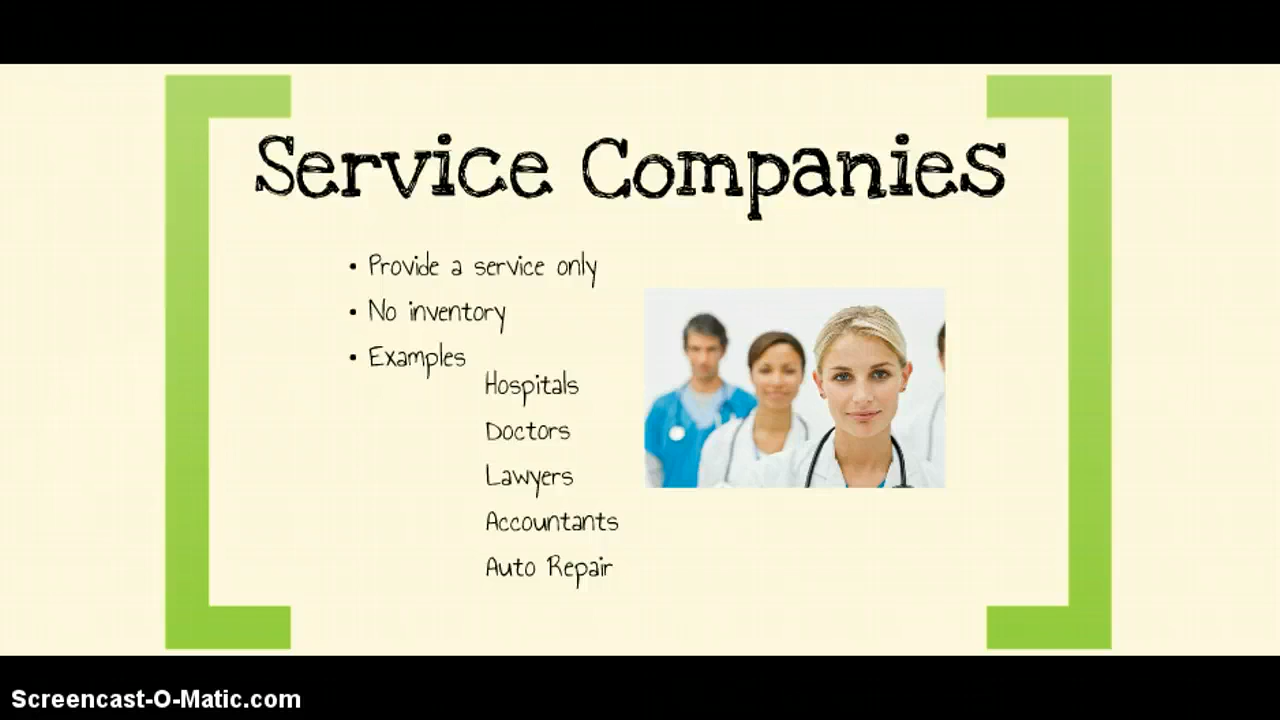 Service Companies
• Provide a service only
• No inventory
• Examples
Hospitals
Doctors
Lawyers
Accountants
Auto Repair
Screencast-O-Matic.com